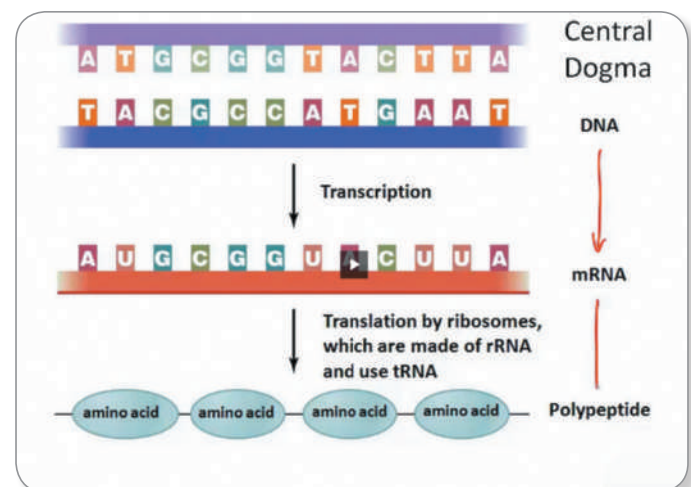 Central
Dogma
A T G C G G T A C T T A
T A C G C C A T G A A T
DNA
Transcription
A U G C G G U A C U U A
mRNA
Translation by ribosomes,
which are made of rRNA
and use tRNA
amino acid amino acid amino acid amino acid
Polypeptide